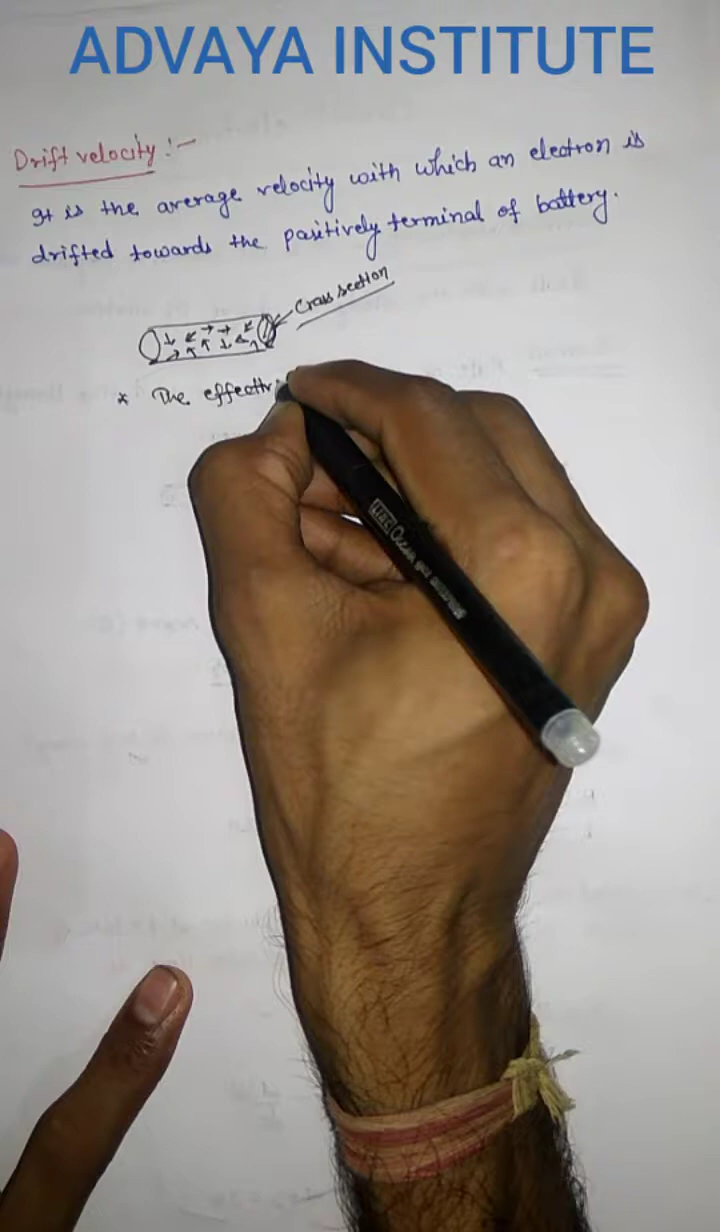 ADVAYA INSTITUTE
Drift velocity :-
It is the average velocity with which an electron is
drifted towards the positively terminal of battery.
Cross section
* The effectiv